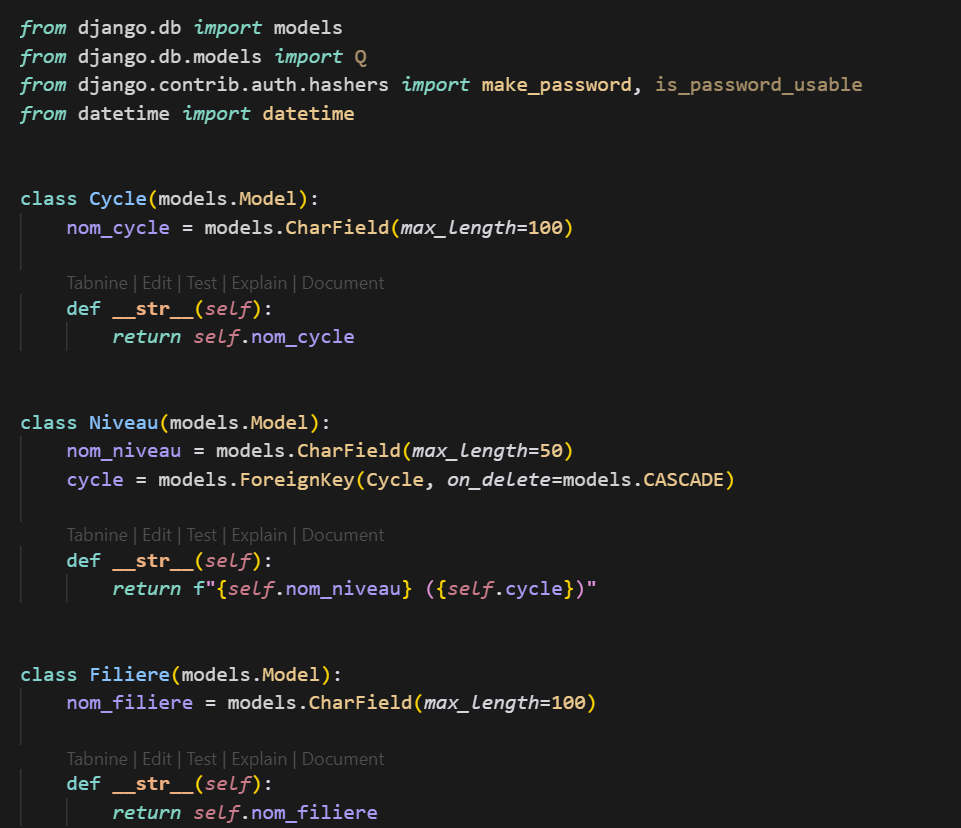 from django.db import models
from django.db.models import Q
from django.contrib.auth.hashers import make_password, is_password_usable
from datetime import datetime
class Cycle(models.Model):
    nom_cycle = models.CharField(max_length=100)
    Tabnine | Edit | Test | Explain | Document
    def __str__(self):
        return self.nom_cycle
class Niveau(models.Model):
    nom_niveau = models.CharField(max_length=50)
    cycle = models.ForeignKey(Cycle, on_delete=models.CASCADE)
    Tabnine | Edit | Test | Explain | Document
    def __str__(self):
        return f"{self.nom_niveau} ({self.cycle})"
class Filiere(models.Model):
    nom_filiere = models.CharField(max_length=100)
    Tabnine | Edit | Test | Explain | Document
    def __str__(self):
        return self.nom_filiere